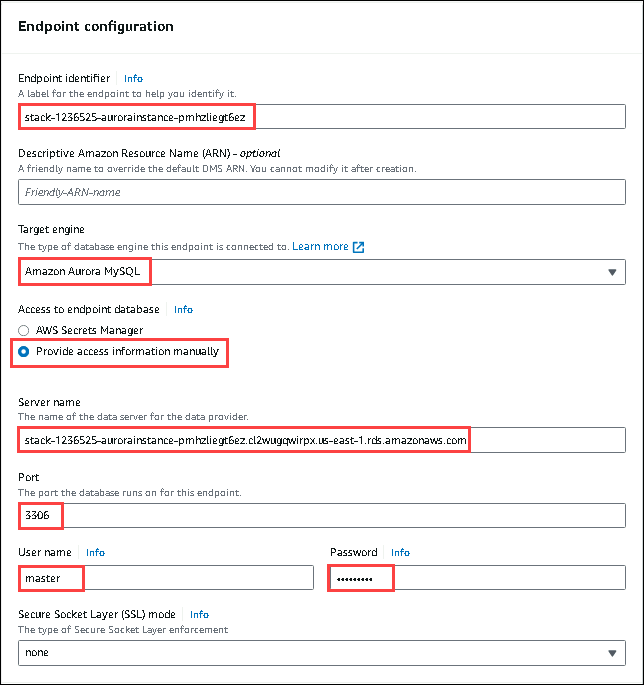 Endpoint configuration
Endpoint identifier | Info
A label for the endpoint to help you identify it.
stack-1236525-aurorainstance-pmhzliegt6ez
Descriptive Amazon Resource Name (ARN) - optional
A friendly name to override the default DMS ARN. You cannot modify it after creation.
Friendly-ARN-name
Target engine
The type of database engine this endpoint is connected to. Learn more
Amazon Aurora MySQL
Access to endpoint database | Info
AWS Secrets Manager
Provide access information manually
Server name
The name of the data server for the data provider.
stack-1236525-aurorainstance-pmhzliegt6ez.cl2wugqwirpx.us-east-1.rds.amazonaws.com
Port
The port the database runs on for this endpoint.
3306
User name | Info
Password | Info
master
•••••••••
Secure Socket Layer (SSL) mode | Info
The type of Secure Socket Layer enforcement
none